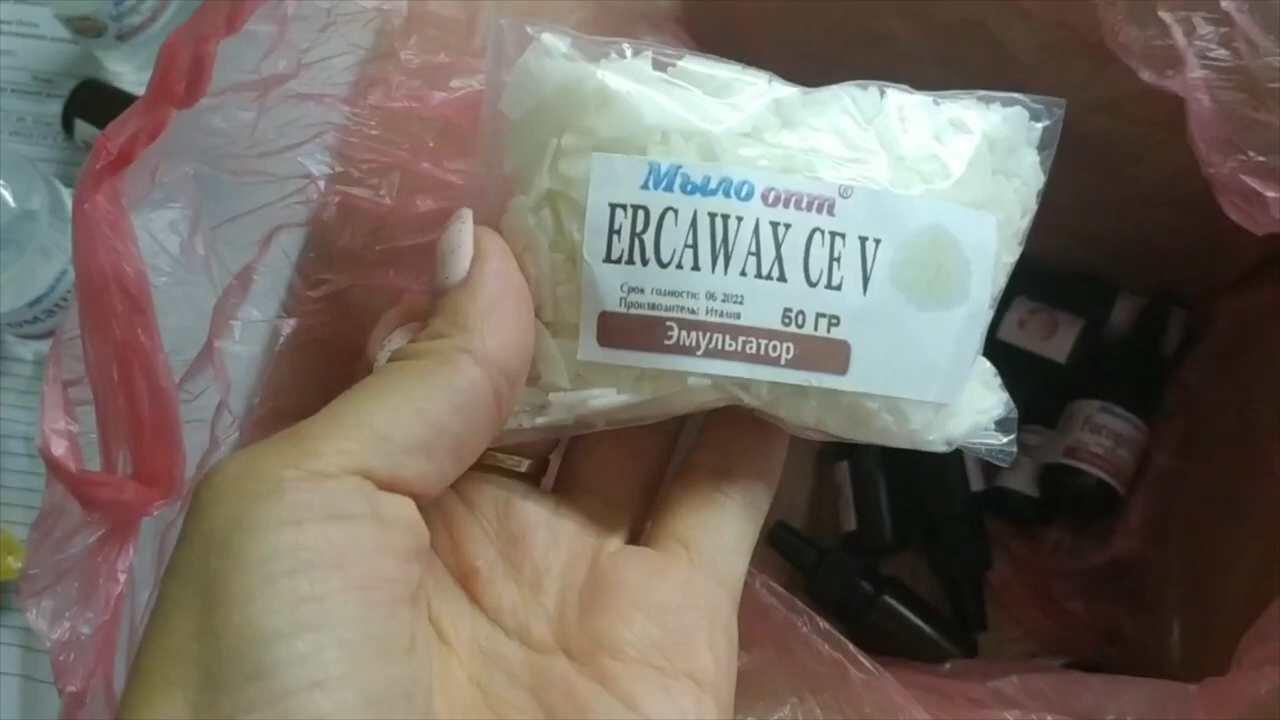 Мыло опт®
ERCAWAX CE V
Срок годности: 06 2022
Производитель: Италия
50 ГР
Эмульгатор